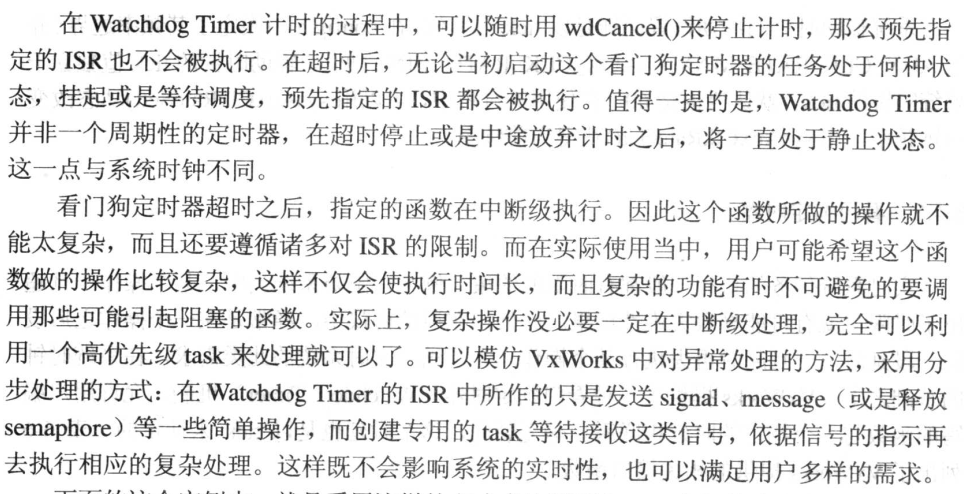 在 Watchdog Timer 计时的过程中，可以随时用 wdCancel()来停止计时，那么预先指
定的 ISR 也不会被执行。在超时后，无论当初启动这个看门狗定时器的任务处于何种状
态，挂起或是等待调度，预先指定的 ISR 都会被执行。值得一提的是，Watchdog Timer
并非一个周期性的定时器，在超时停止或是中途放弃计时之后，将一直处于静止状态。
这一点与系统时钟不同。
看门狗定时器超时之后，指定的函数在中断级执行。因此这个函数所做的操作就不
能太复杂，而且还要遵循诸多对 ISR 的限制。而在实际使用当中，用户可能希望这个函
数做的操作比较复杂，这样不仅会使执行时间长，而且复杂的功能有时不可避免的要调
用那些可能引起阻塞的函数。实际上，复杂操作没必要一定在中断级处理，完全可以利
用一个高优先级 task 来处理就可以了。可以模仿 VxWorks 中对异常处理的方法，采用分
步处理的方式：在 Watchdog Timer 的 ISR 中所作的只是发送 signal、message（或是释放
semaphore）等一些简单操作，而创建专用的 task 等待接收这类信号，依据信号的指示再
去执行相应的复杂处理。这样既不会影响系统的实时性，也可以满足用户多样的需求。